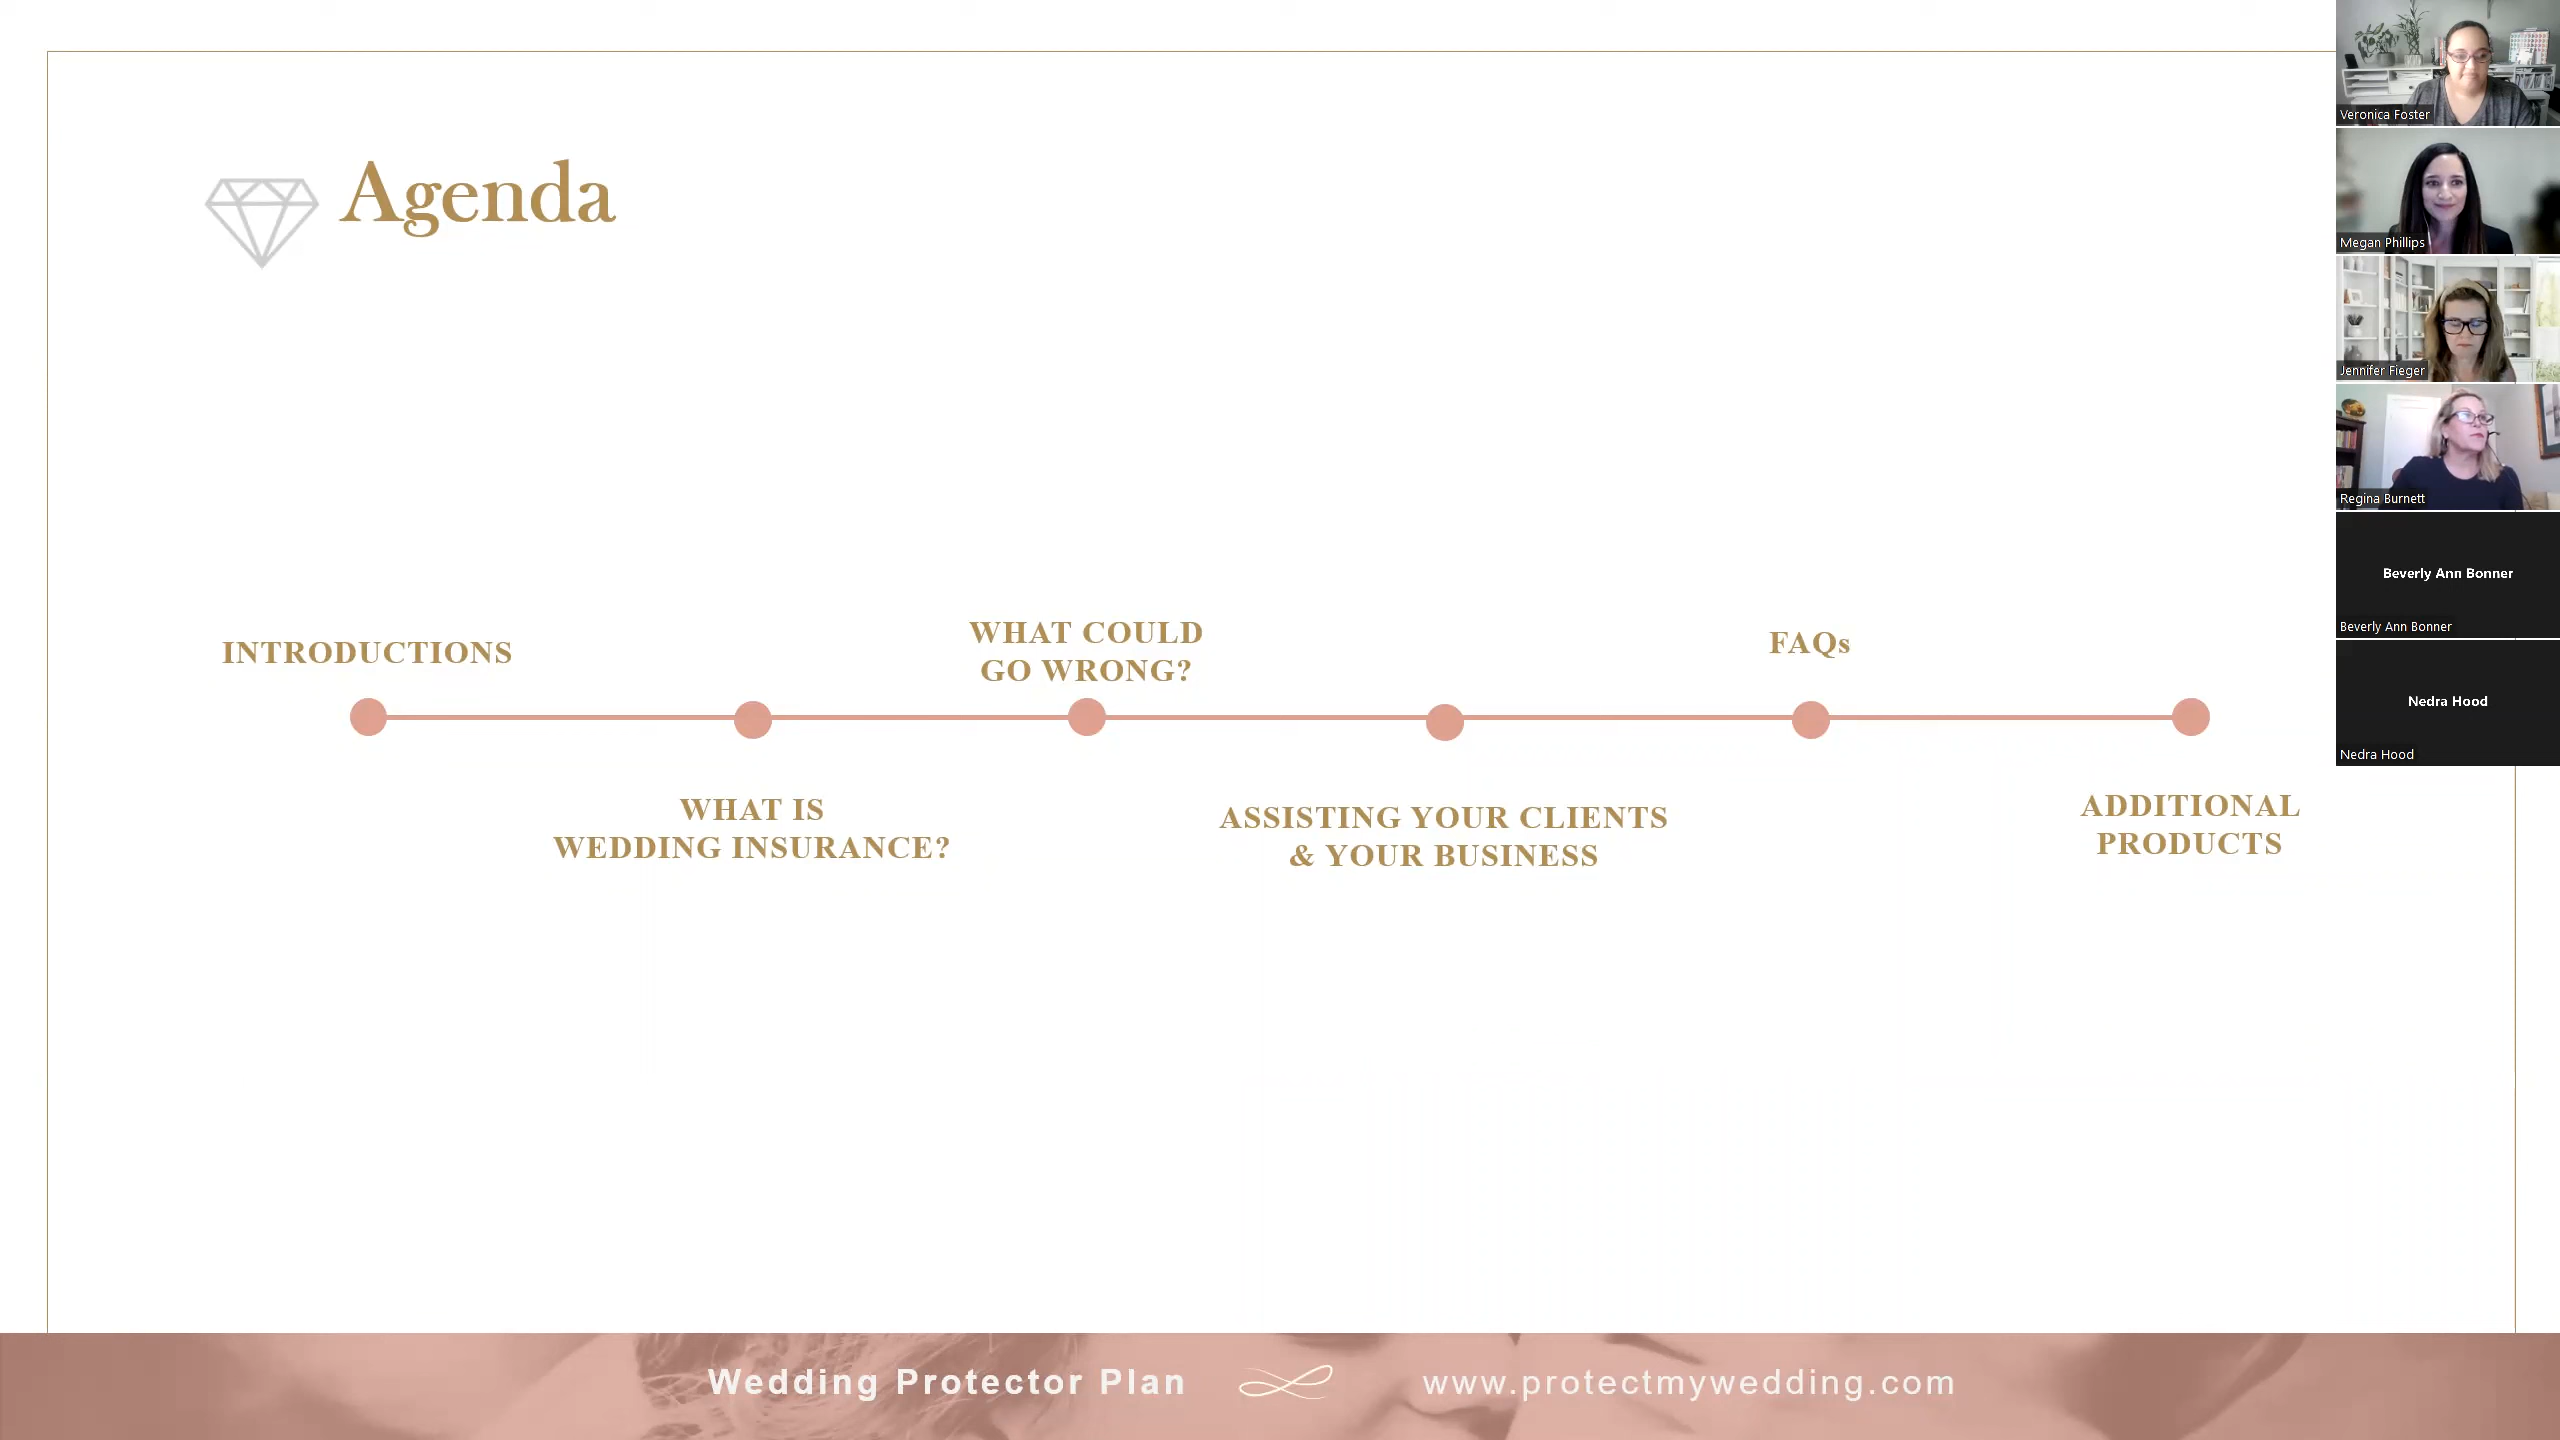 Agenda
INTRODUCTIONS
WHAT IS
WEDDING INSURANCE?
WHAT COULD
GO WRONG?
ASSISTING YOUR CLIENTS
& YOUR BUSINESS
FAQs
ADDITIONAL
PRODUCTS
Wedding Protector Plan
www.protectmywedding.com
Veronica Foster
Megan Phillips
Jennifer Fieger
Regina Burnett
Beverly Ann Bonner
Beverly Ann Bonner
Nedra Hood
Nedra Hood